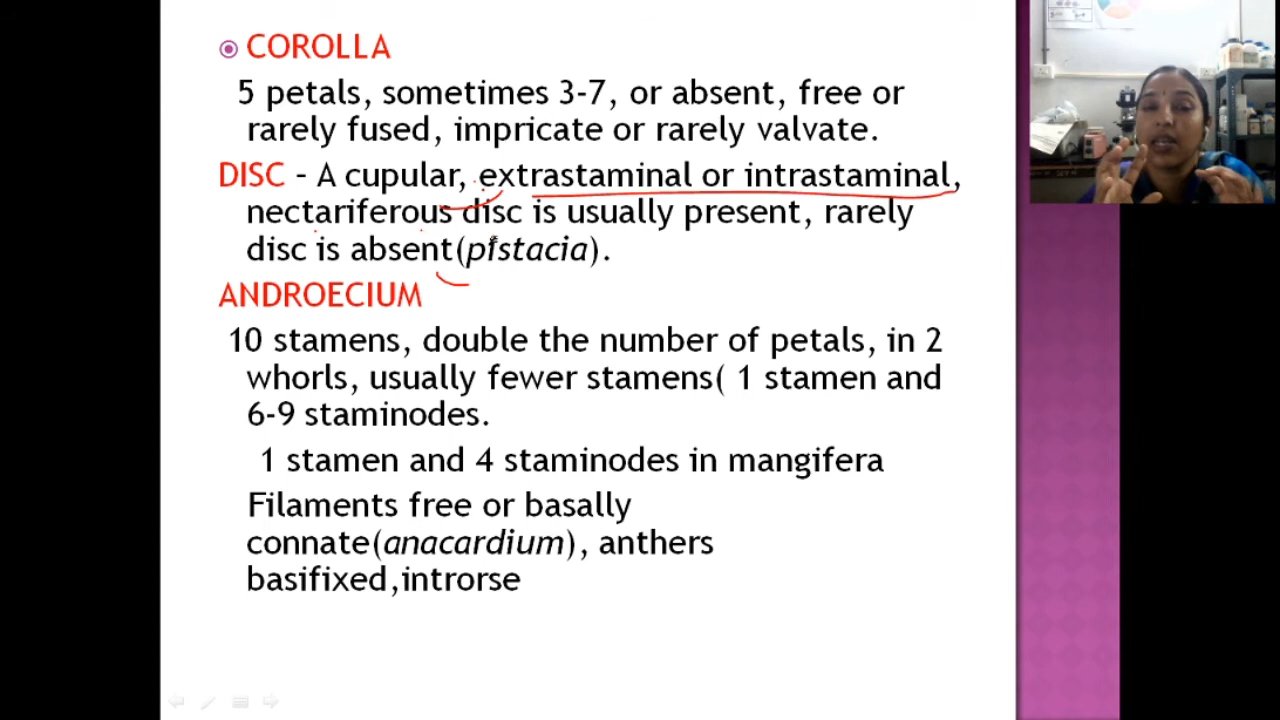 COROLLA
5 petals, sometimes 3-7, or absent, free or
rarely fused, impricate or rarely valvate.
DISC – A cupular, extrastaminal or intrastaminal,
nectariferous disc is usually present, rarely
disc is absent(pistacia).
ANDROECIUM
10 stamens, double the number of petals, in 2
whorls, usually fewer stamens( 1 stamen and
6-9 staminodes.
1 stamen and 4 staminodes in mangifera
Filaments free or basally
connate(anacardium), anthers
basifixed,introrse